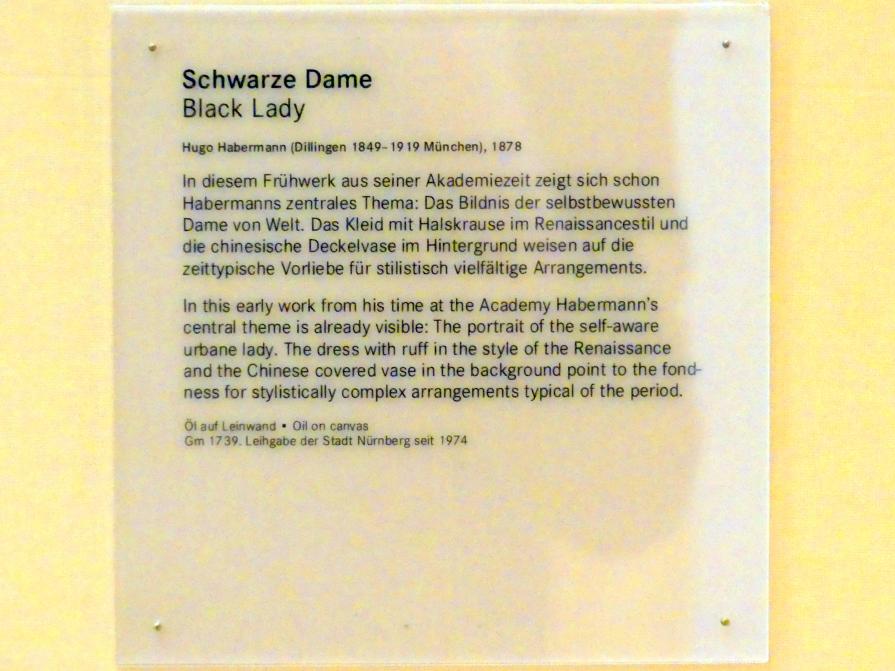 Schwarze Dame
Black Lady
Hugo Habermann (Dillingen 1849–1919 München), 1878
In diesem Frühwerk aus seiner Akademiezeit zeigt sich schon
Habermanns zentrales Thema: Das Bildnis der selbstbewussten
Dame von Welt. Das Kleid mit Halskrause im Renaissancestil und
die chinesische Deckelvase im Hintergrund weisen auf die
zeittypische Vorliebe für stilistisch vielfältige Arrangements.
In this early work from his time at the Academy Habermann's
central theme is already visible: The portrait of the self-aware
urbane lady. The dress with ruff in the style of the Renaissance
and the Chinese covered vase in the background point to the fond-
ness for stylistically complex arrangements typical of the period.
Öl auf Leinwand • Oil on canvas
Gm 1739. Leihgabe der Stadt Nürnberg seit 1974